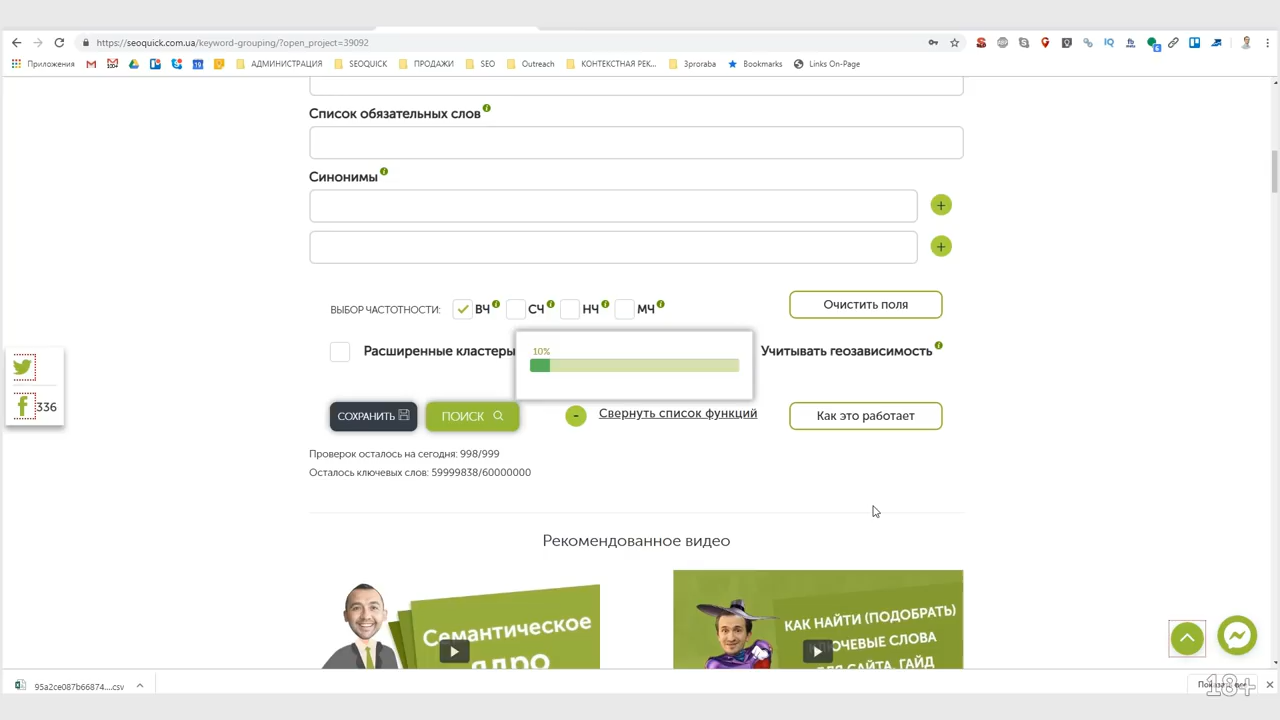 https://seoquick.com.ua/keyword-grouping/?open_project=39092
Приложения
АДМИНИСТРАЦИЯ
SEOQUICK
ПРОДАЖИ
SEO
Outreach
КОНТЕКСТНАЯ РЕК...
3proraba
Bookmarks
Links On-Page
Список обязательных слов
Синонимы
+
+
ВЫБОР ЧАСТОТНОСТИ:
ВЧ
СЧ
НЧ
МЧ
Очистить поля
Расширенные кластеры
10%
Учитывать геозависимость
СОХРАНИТЬ
ПОИСК
-
Свернуть список функций
Как это работает
336
Проверок осталось на сегодня: 998/999
Осталось ключевых слов: 59999838/60000000
Рекомендованное видео
Семантическое
ядро
КАК НАЙТИ (ПОДОБРАТЬ)
КЛЮЧЕВЫЕ СЛОВА
ДЛЯ САЙТА. ГАЙД
95a2ce087b66874....csv
18+